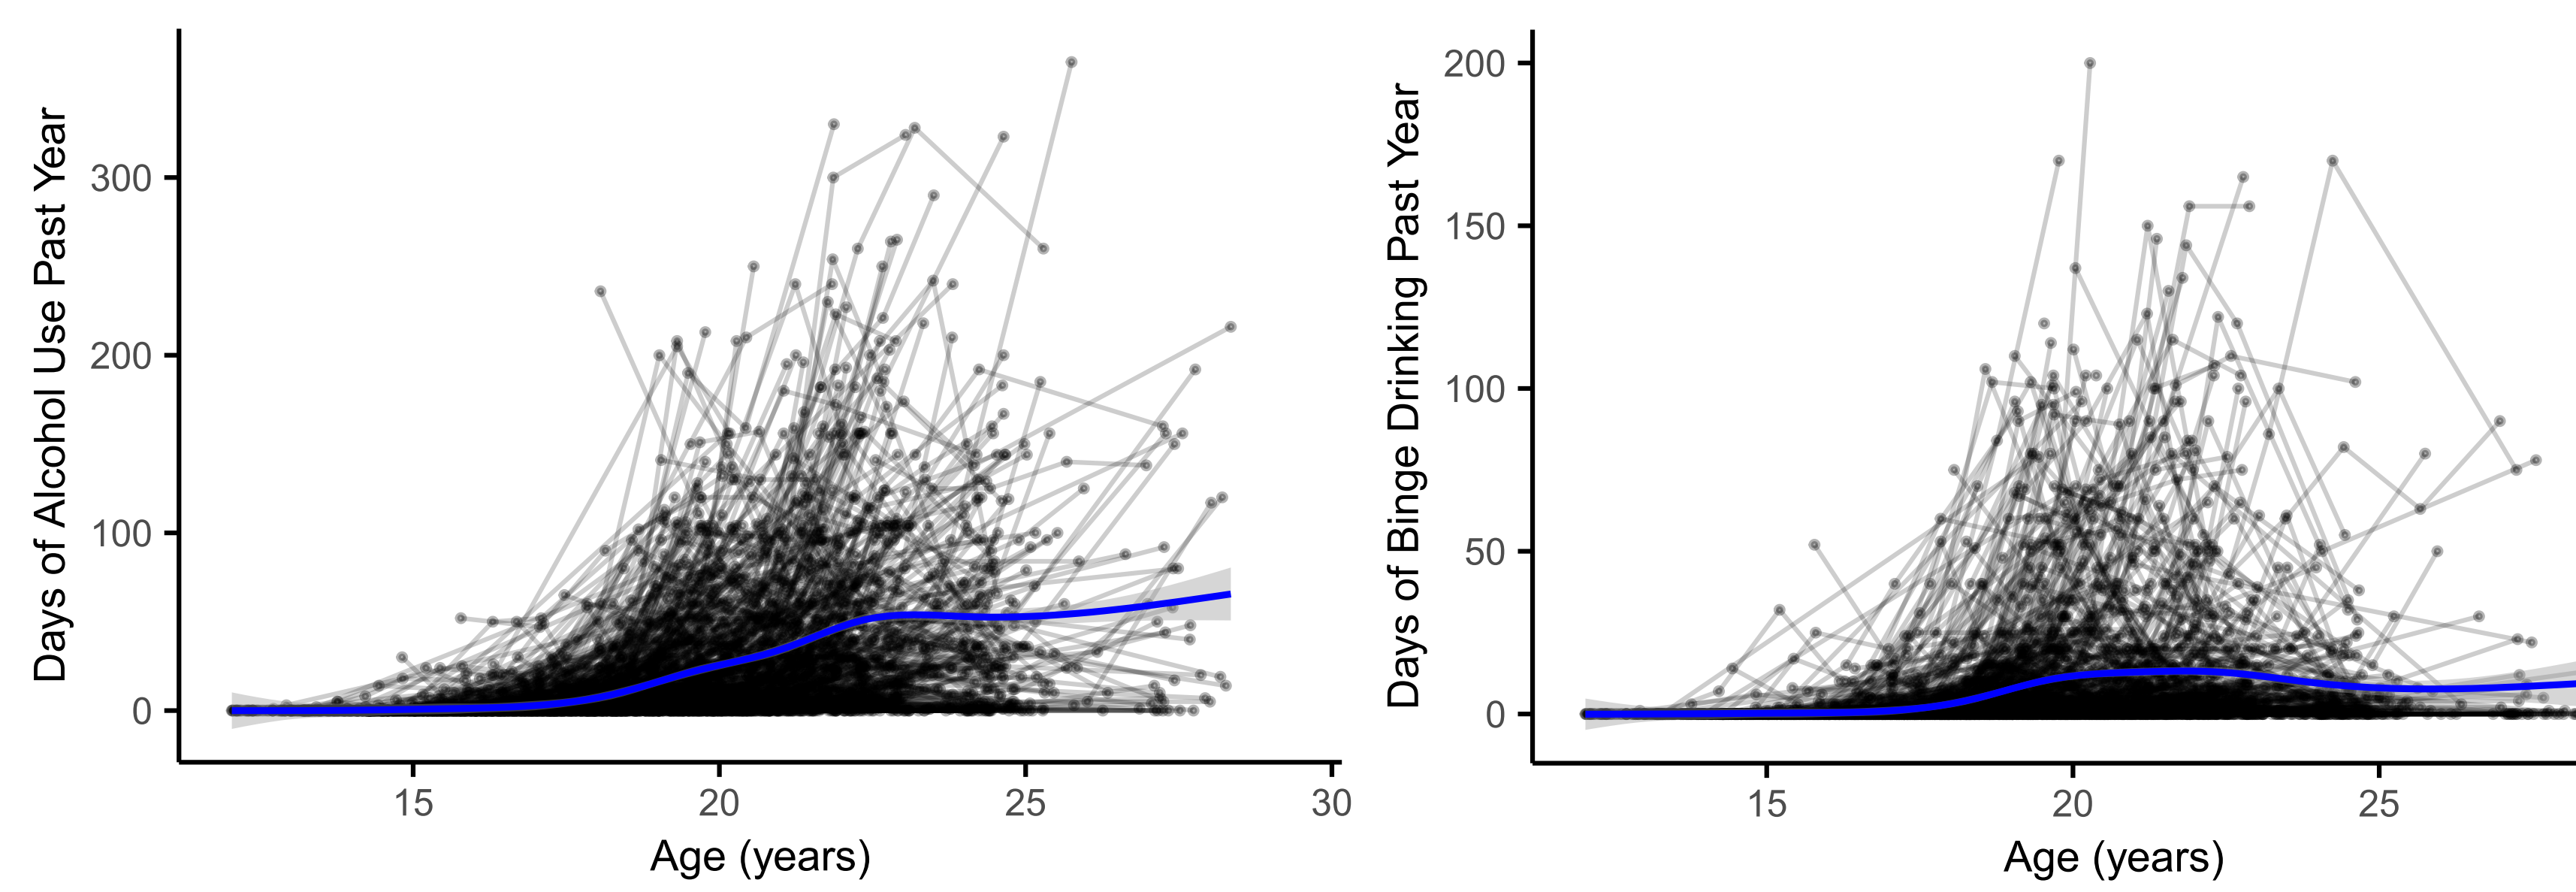 Days of Alcohol Use Past Year
300
200
100
0
15 20 25 30
Age (years)
Days of Binge Drinking Past Year
200
150
100
50
0
15 20 25
Age (years)